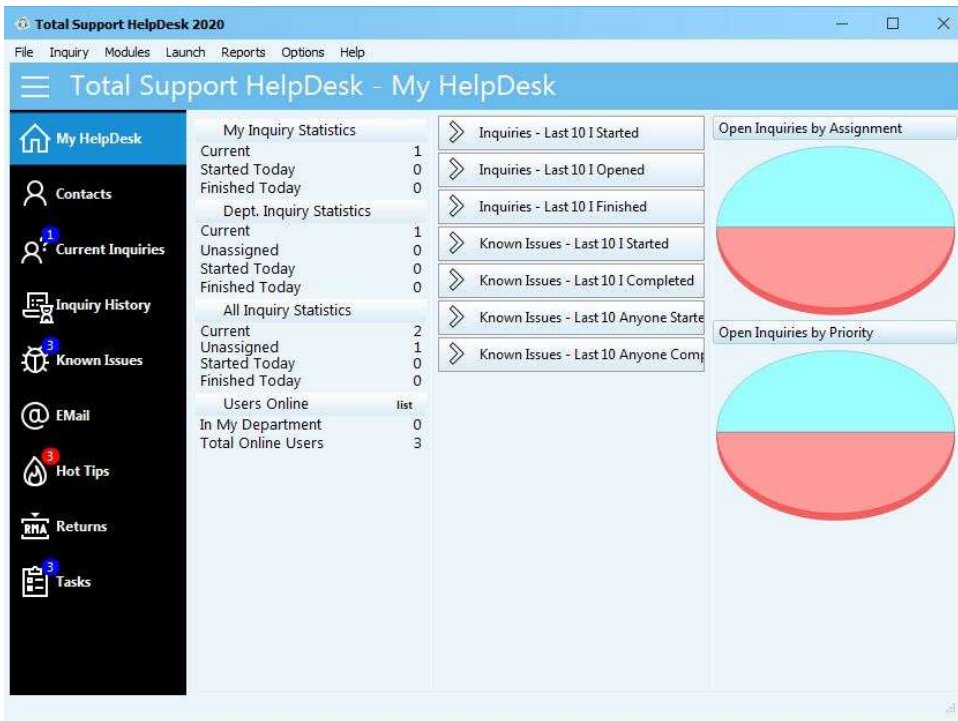 Total Support HelpDesk 2020
File Inquiry Modules Launch Reports Options Help
Total Support HelpDesk - My HelpDesk
My HelpDesk
Contacts
1
Current Inquiries
Inquiry History
3
Known Issues
@ EMail
3
Hot Tips
RMA Returns
3
Tasks
My Inquiry Statistics
Current 1
Started Today 0
Finished Today 0
Dept. Inquiry Statistics
Current 1
Unassigned 0
Started Today 0
Finished Today 0
All Inquiry Statistics
Current 2
Unassigned 1
Started Today 0
Finished Today 0
Users Online list
In My Department 0
Total Online Users 3
Inquiries - Last 10 I Started
Inquiries - Last 10 I Opened
Inquiries - Last 10 I Finished
Known Issues - Last 10 I Started
Known Issues - Last 10 I Completed
Known Issues - Last 10 Anyone Starte
Known Issues - Last 10 Anyone Comp
Open Inquiries by Assignment
Open Inquiries by Priority